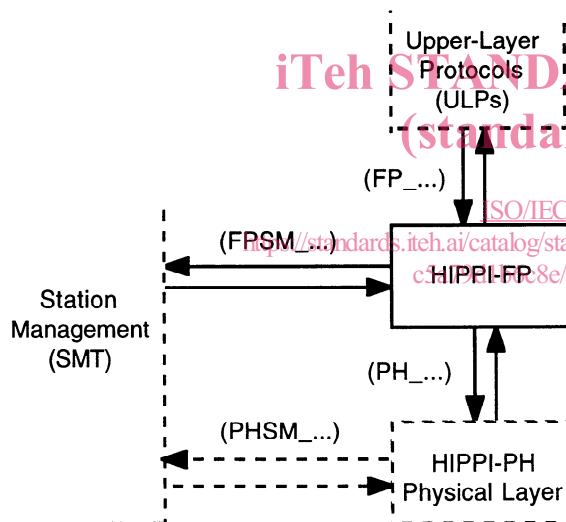 Upper-Layer
Protocols
(ULPs)
iTeh STANDA
(standa
(FP_...)
ISO/IEC
(FPSM_...)
https://standards.iteh.ai/catalog/sta
HIPPI-FP
Station
Management
(SMT)
(PH_...)
(PHSM_...)
HIPPI-PH
Physical Layer